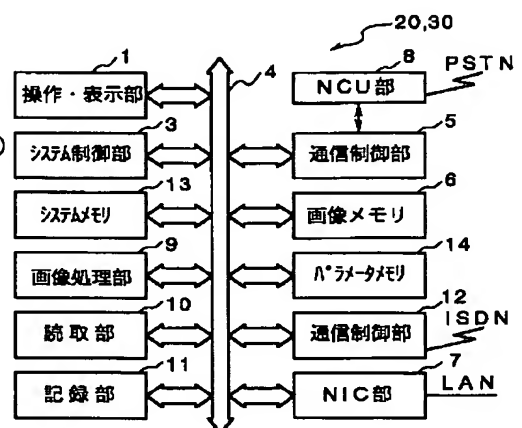 20,30
1
操作・表示部
4
8
NCU部
PSTN
3
システム制御部
5
通信制御部
13
システムメモリ
6
画像メモリ
9
画像処理部
14
パラメータメモリ
10
読取部
12
通信制御部
ISDN
11
記録部
7
NIC部
LAN